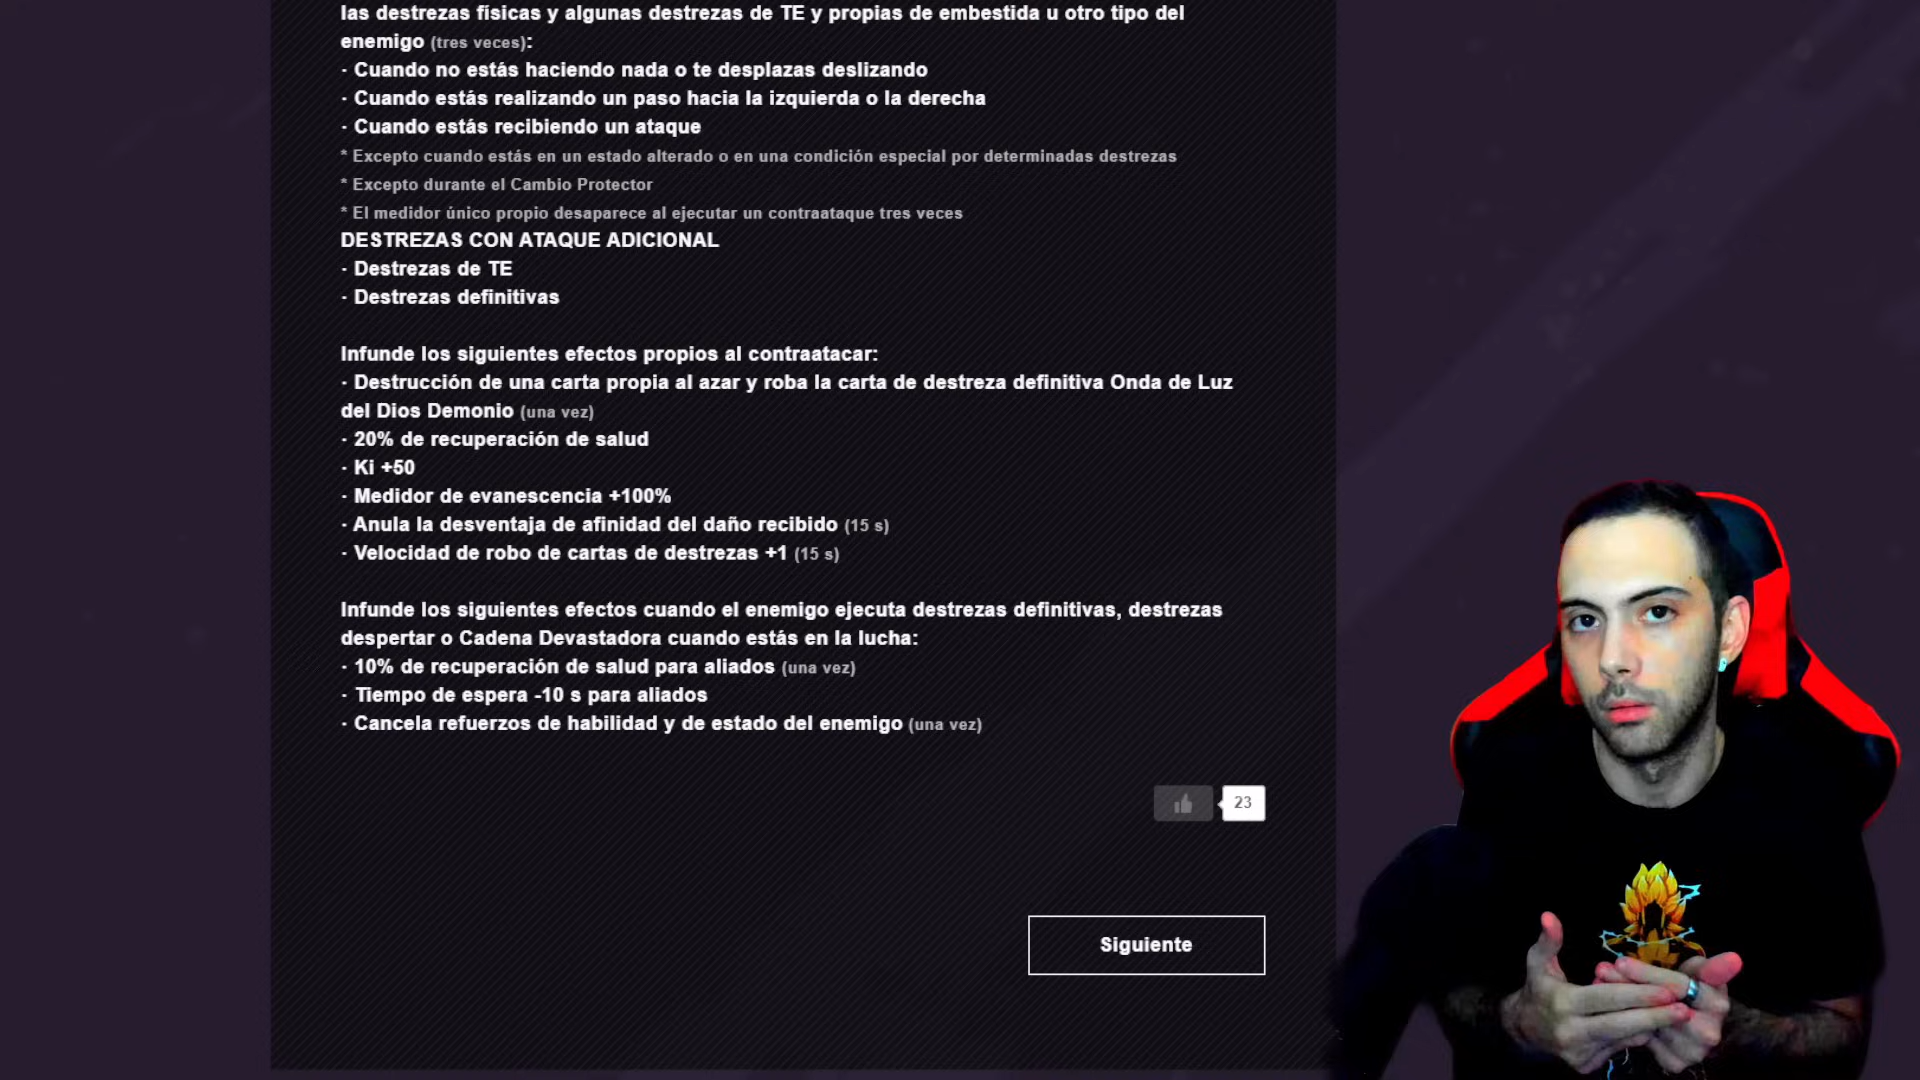 las destrezas físicas y algunas destrezas de TE y propias de embestida u otro tipo del
enemigo (tres veces):
· Cuando no estás haciendo nada o te desplazas deslizando
· Cuando estás realizando un paso hacia la izquierda o la derecha
· Cuando estás recibiendo un ataque
* Excepto cuando estás en un estado alterado o en una condición especial por determinadas destrezas
* Excepto durante el Cambio Protector
* El medidor único propio desaparece al ejecutar un contraataque tres veces
DESTREZAS CON ATAQUE ADICIONAL
· Destrezas de TE
· Destrezas definitivas
Infunde los siguientes efectos propios al contraatacar:
· Destrucción de una carta propia al azar y roba la carta de destreza definitiva Onda de Luz
del Dios Demonio (una vez)
· 20% de recuperación de salud
· Ki +50
· Medidor de evanescencia +100%
· Anula la desventaja de afinidad del daño recibido (15 s)
· Velocidad de robo de cartas de destrezas +1 (15 s)
Infunde los siguientes efectos cuando el enemigo ejecuta destrezas definitivas, destrezas
despertar o Cadena Devastadora cuando estás en la lucha:
· 10% de recuperación de salud para aliados (una vez)
· Tiempo de espera -10 s para aliados
· Cancela refuerzos de habilidad y de estado del enemigo (una vez)
23
Siguiente